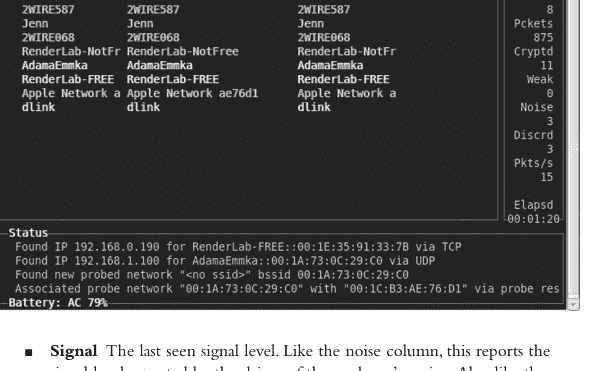 2WIRE587 2WIRE587 2WIRE587 8
Jenn Jenn Jenn Pckets
2WIRE068 2WIRE068 2WIRE068 875
RenderLab-NotFr RenderLab-NotFree RenderLab-NotFr Cryptd
AdamaEmmka AdamaEmmka AdamaEmmka 11
RenderLab-FREE RenderLab-FREE RenderLab-FREE Weak
Apple Network a Apple Network ae76d1 Apple Network a 0
dlink dlink dlink Noise
3
Discrd
3
Pkts/s
15
Elapsd
00:01:20
Status
Found IP 192.168.0.190 for RenderLab-FREE::00:1E:35:91:33:7B via TCP
Found IP 192.168.1.100 for AdamaEmmka::00:1A:73:0C:29:C0 via UDP
Found new probed network "<no ssid>" bssid 00:1A:73:0C:29:C0
Associated probe network "00:1A:73:0C:29:C0" with "00:1C:B3:AE:76:D1" via probe res
Battery: AC 79%
■ Signal The last seen signal level. Like the noise column, this reports the